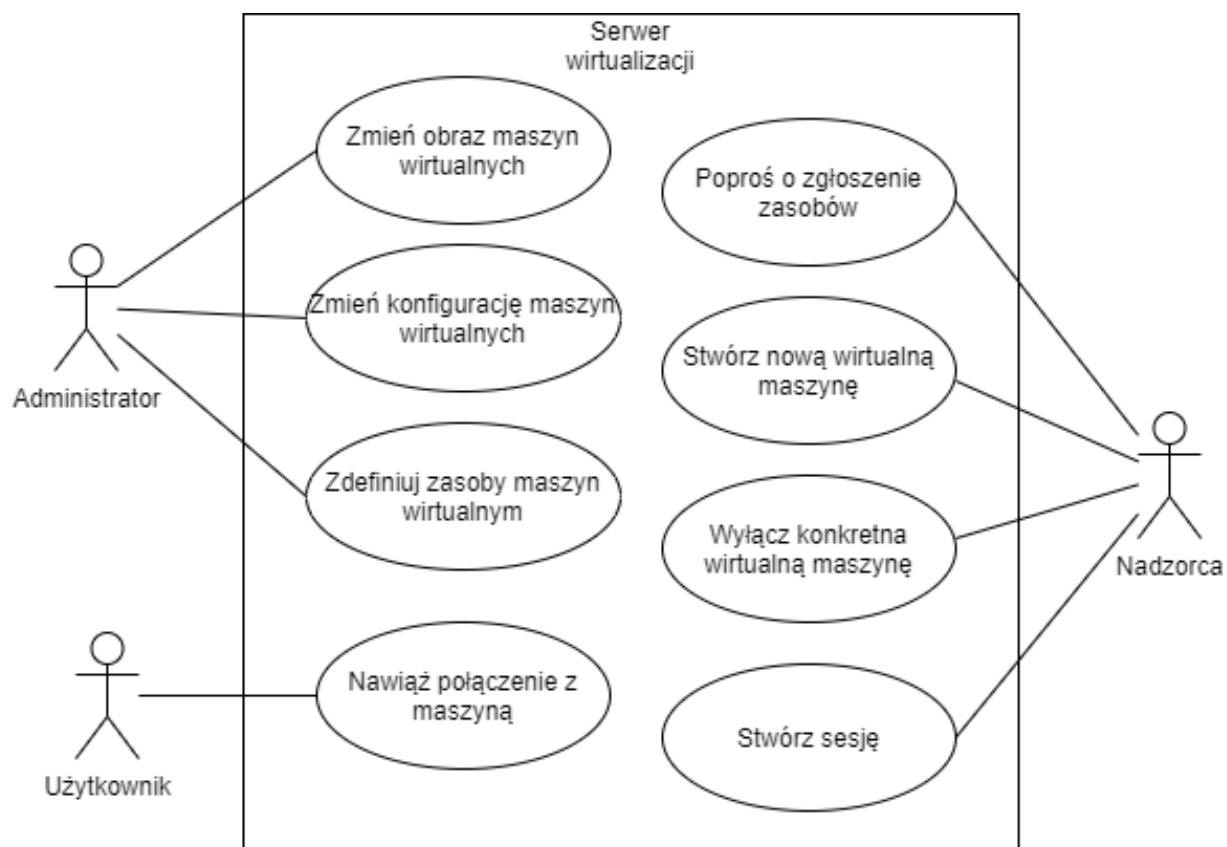 Serwer
wirtualizacji
Zmień obraz maszyn
wirtualnych
Poproś o zgłoszenie
zasobów
Zmień konfigurację maszyn
wirtualnych
Stwórz nową wirtualną
maszynę
Administrator
Zdefiniuj zasoby maszyn
wirtualnym
Wyłącz konkretna
wirtualną maszynę
Nadzorca
Nawiąż połączenie z
maszyną
Stwórz sesję
Użytkownik